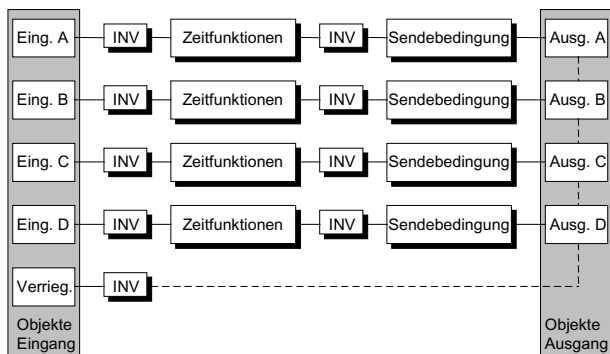 Eing. A INV Zeitfunktionen INV Sendebedingung Ausg. A
Eing. B INV Zeitfunktionen INV Sendebedingung Ausg. B
Eing. C INV Zeitfunktionen INV Sendebedingung Ausg. C
Eing. D INV Zeitfunktionen INV Sendebedingung Ausg. D
Verrieg. INV
Objekte
Eingang
Objekte
Ausgang